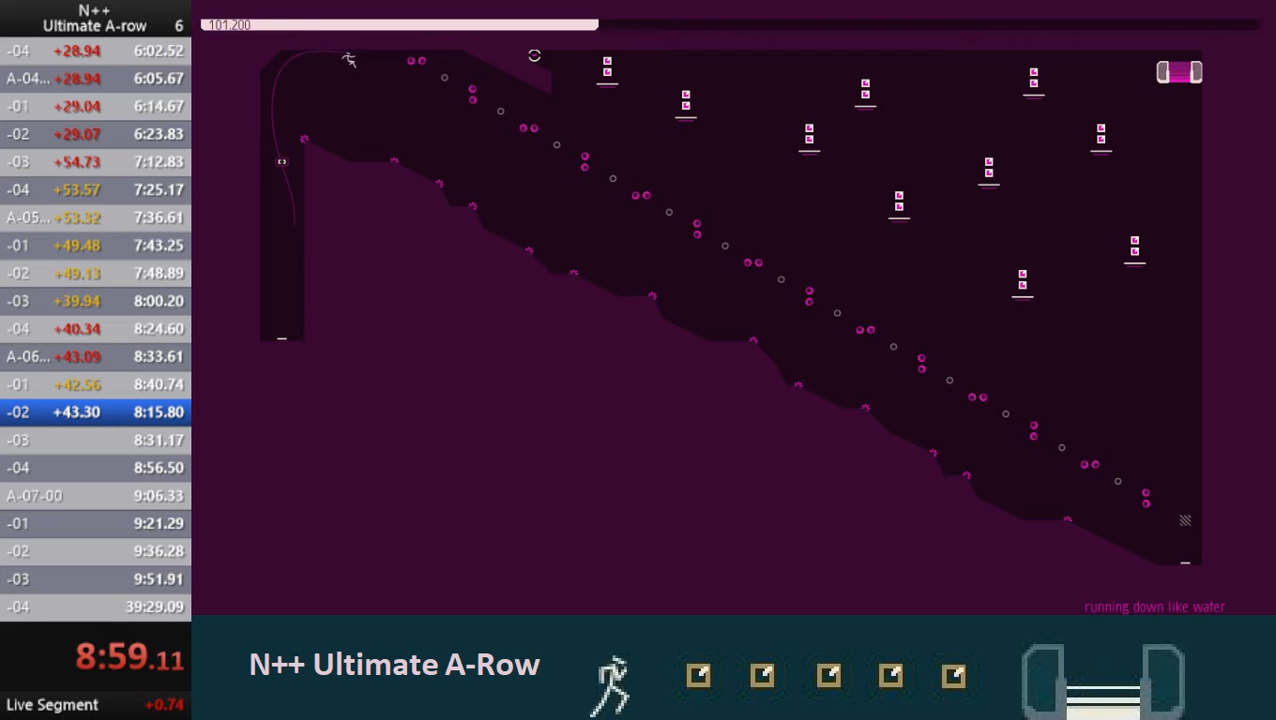 N++
Ultimate A-row 6
-04 +28.94 6:02.52
A-04... +28.94 6:05.67
-01 +29.04 6:14.67
-02 +29.07 6:23.83
-03 +54.73 7:12.83
-04 +53.57 7:25.17
A-05... +53.32 7:36.61
-01 +49.48 7:43.25
-02 +49.13 7:48.89
-03 +39.94 8:00.20
-04 +40.34 8:24.60
A-06... +43.09 8:33.61
-01 +42.56 8:40.74
-02 +43.30 8:15.80
-03 8:31.17
-04 8:56.50
A-07-00 9:06.33
-01 9:21.29
-02 9:36.28
-03 9:51.91
-04 39:29.09
8:59.11
Live Segment +0.74
101.200
running down like water
N++ Ultimate A-Row